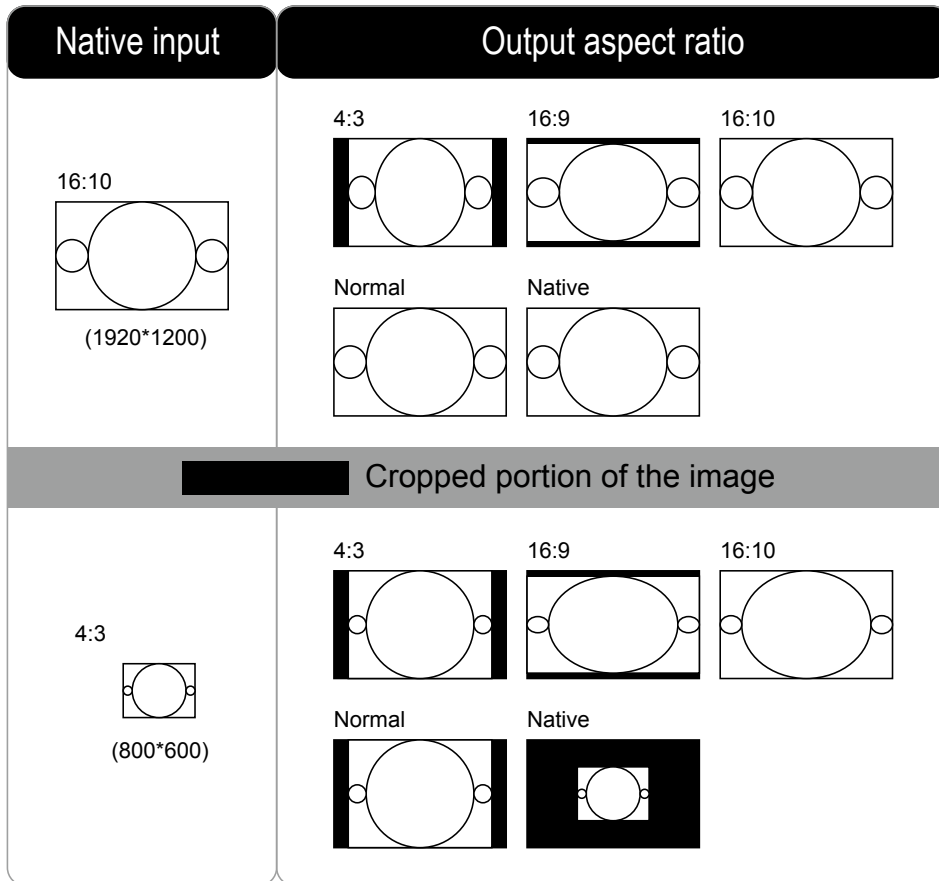 Native input
Output aspect ratio
16:10
(1920*1200)
4:3
16:9
16:10
Normal
Native
Cropped portion of the image
4:3
(800*600)
4:3
16:9
16:10
Normal
Native